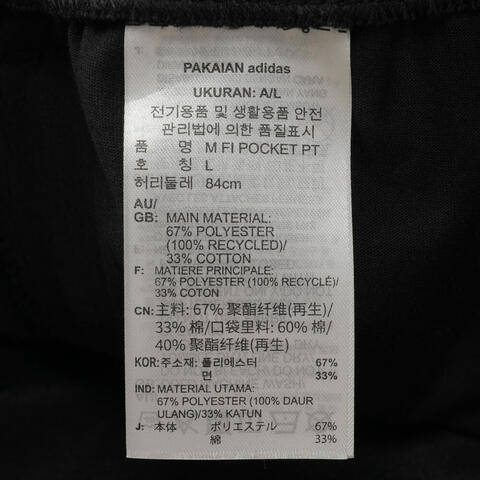 PAKAIAN adidas
UKURAN: A/L
전기용품 및 생활용품 안전
관리법에 의한 품질표시
품 명 M FI POCKET PT
호 칭 L
허리둘레 84cm
AU/
GB: MAIN MATERIAL:
67% POLYESTER
(100% RECYCLED)/
33% COTTON
F: MATIERE PRINCIPALE:
67% POLYESTER (100% RECYCLÉ)/
33% COTON
CN: 主料: 67% 聚酯纤维(再生)/
33% 棉/口袋里料: 60% 棉/
40% 聚酯纤维(再生)
KOR: 주소재: 폴리에스터 67%
면 33%
IND: MATERIAL UTAMA:
67% POLYESTER (100% DAUR
ULANG)/33% KATUN
J: 本体 ポリエステル 67%
綿 33%